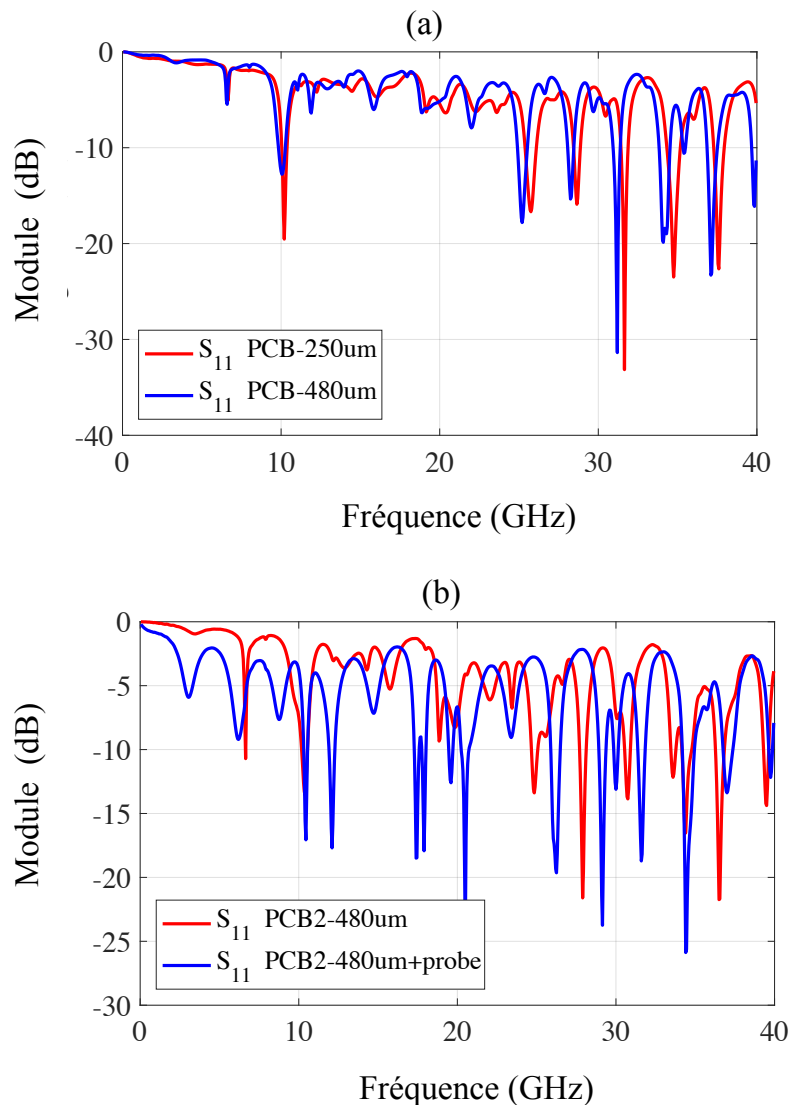 (a)
0
-10
-20
-30
-40
Module (dB)
S11 PCB-250um
S11 PCB-480um
0 10 20 30 40
Fréquence (GHz)
(b)
0
-5
-10
-15
-20
-25
-30
Module (dB)
S11 PCB2-480um
S11 PCB2-480um+probe
0 10 20 30 40
Fréquence (GHz)